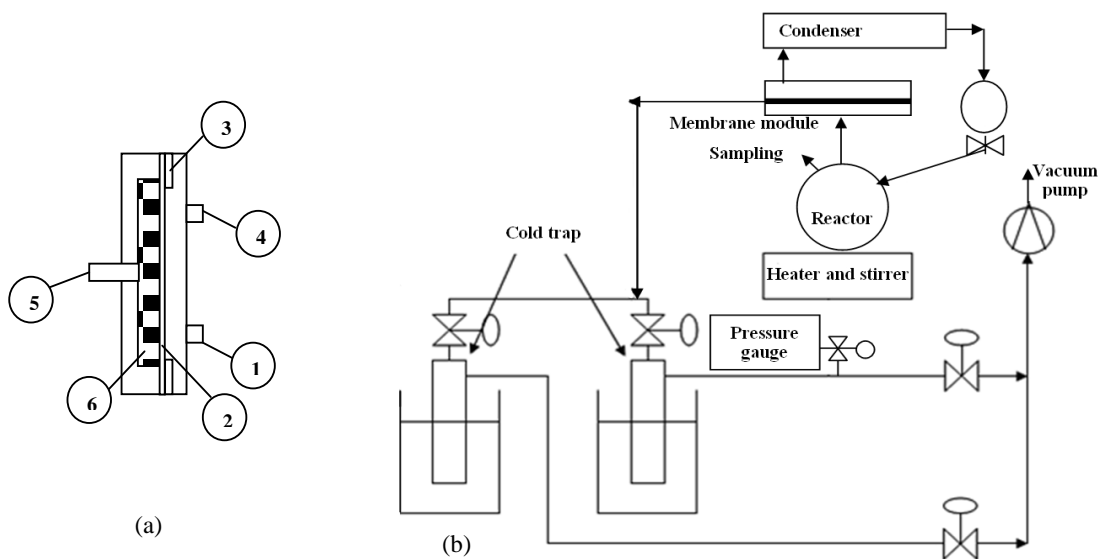 3
4
5
1
6
2
(a)
Condenser
Membrane module
Sampling
Reactor
Vacuum
pump
Cold trap
Heater and stirrer
Pressure
gauge
(b)